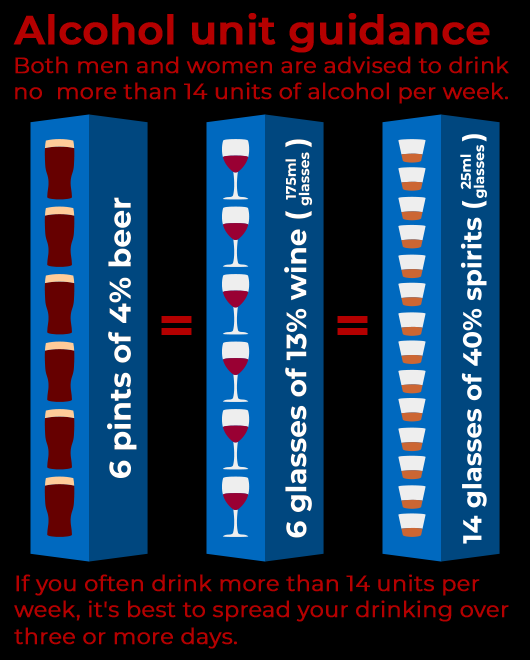 Alcohol unit guidance
Both men and women are advised to drink
no  more than 14 units of alcohol per week.
6 pints of 4% beer
=
6 glasses of 13% wine ( 175ml glasses )
=
14 glasses of 40% spirits ( 25ml glasses )
If you often drink more than 14 units per
week, it's best to spread your drinking over
three or more days.